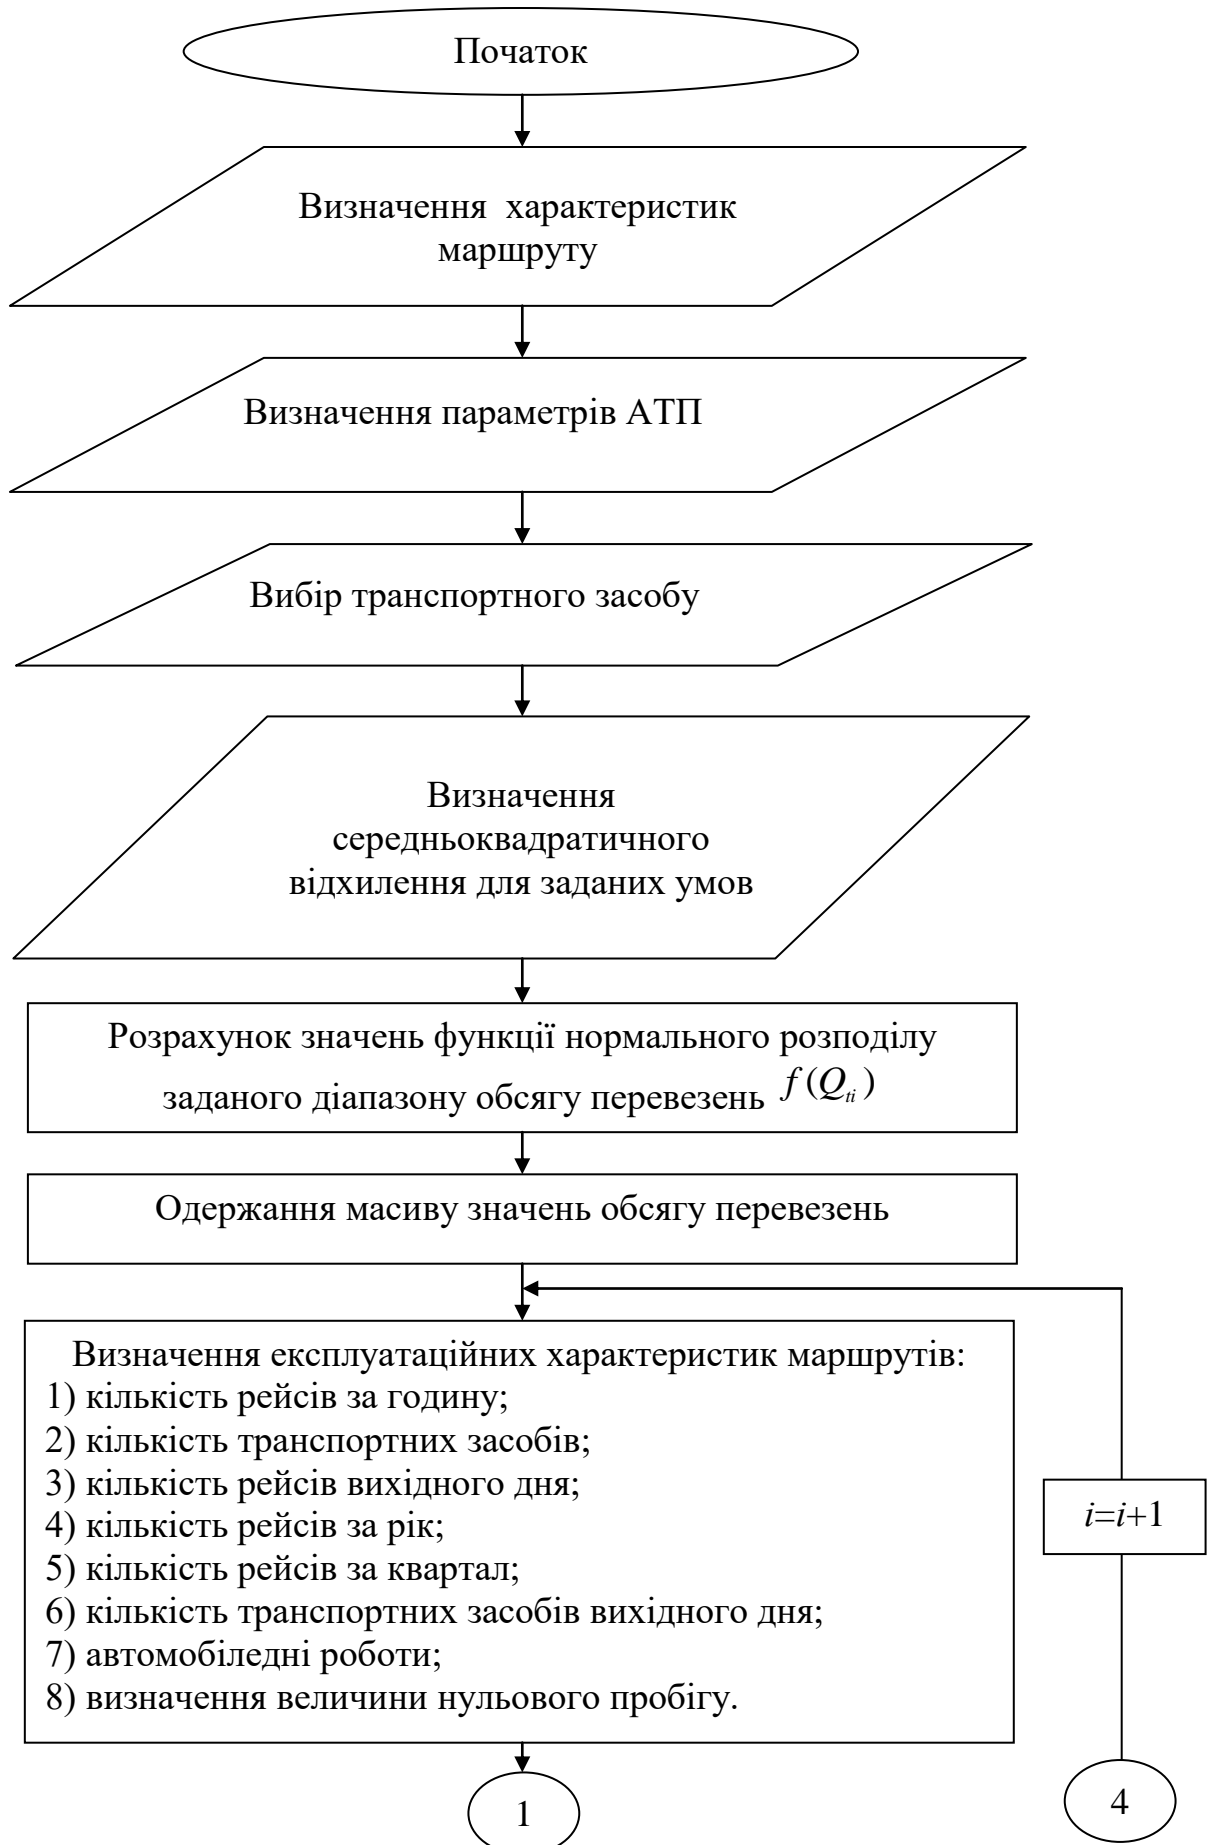 Початок
Визначення характеристик
маршруту
Визначення параметрів АТП
Вибір транспортного засобу
Визначення
середньоквадратичного
відхилення для заданих умов
Розрахунок значень функції нормального розподілу
заданого діапазону обсягу перевезень f(Q_{ti})
Одержання масиву значень обсягу перевезень
Визначення експлуатаційних характеристик маршрутів:
1) кількість рейсів за годину;
2) кількість транспортних засобів;
3) кількість рейсів вихідного дня;
4) кількість рейсів за рік;
5) кількість рейсів за квартал;
6) кількість транспортних засобів вихідного дня;
7) автомобіледні роботи;
8) визначення величини нульового пробігу.
i=i+1
1
4